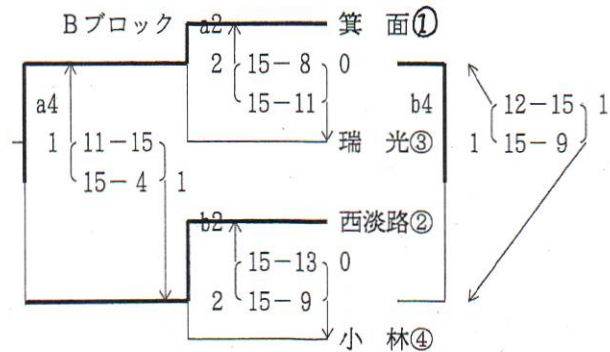 Bブロック a2 箕 面①
2 15−8 0
15−11
a4 b4 12−15 1
瑞 光③
1 11−15 1 15−9
15−4 1
b2 西淡路②
15−13 0
2 15−9
小 林④